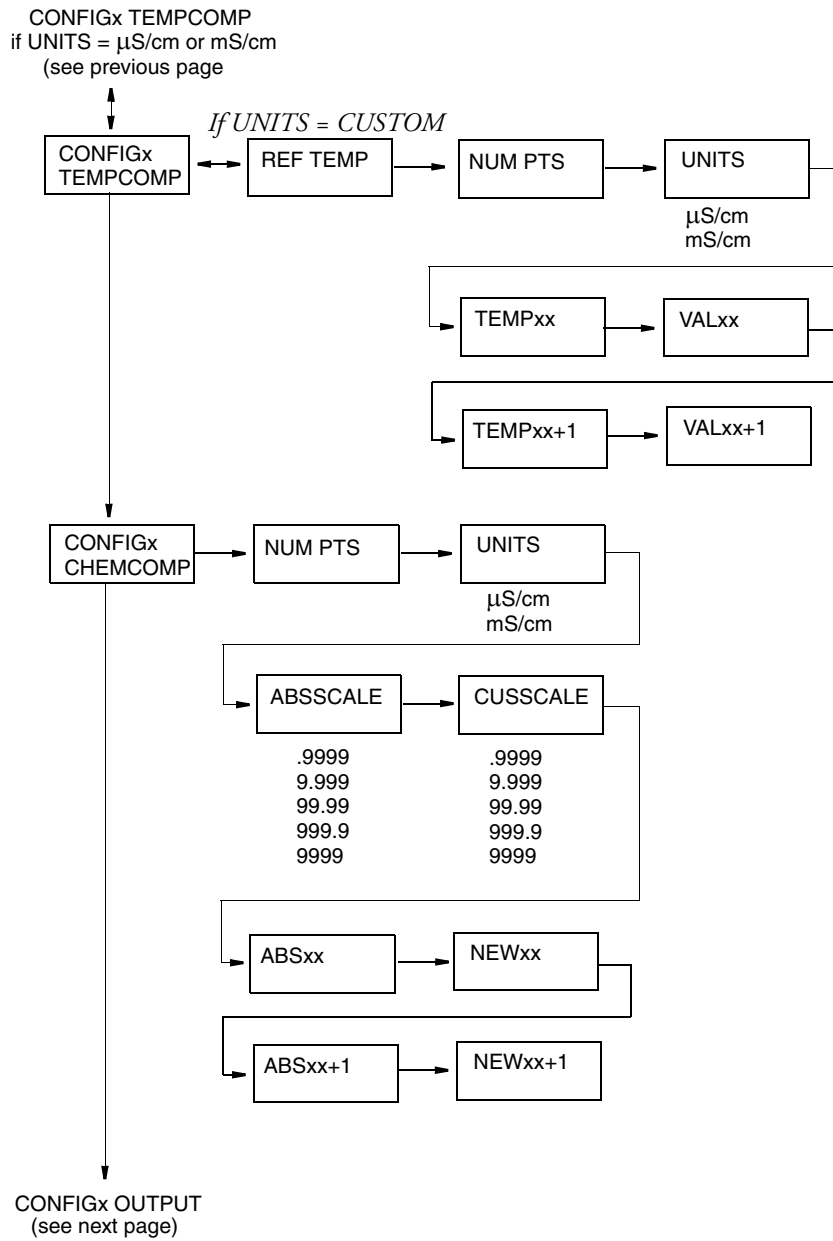 CONFIGx TEMPCOMP
if UNITS = µS/cm or mS/cm
(see previous page
If UNITS = CUSTOM
CONFIGx
TEMPCOMP
REF TEMP
NUM PTS
UNITS
µS/cm
mS/cm
TEMPxx
VALxx
TEMPxx+1
VALxx+1
CONFIGx
CHEMCOMP
NUM PTS
UNITS
µS/cm
mS/cm
ABSSCALE
CUSSCALE
.9999
9.999
99.99
999.9
9999
.9999
9.999
99.99
999.9
9999
ABSxx
NEWxx
ABSxx+1
NEWxx+1
CONFIGx OUTPUT
(see next page)